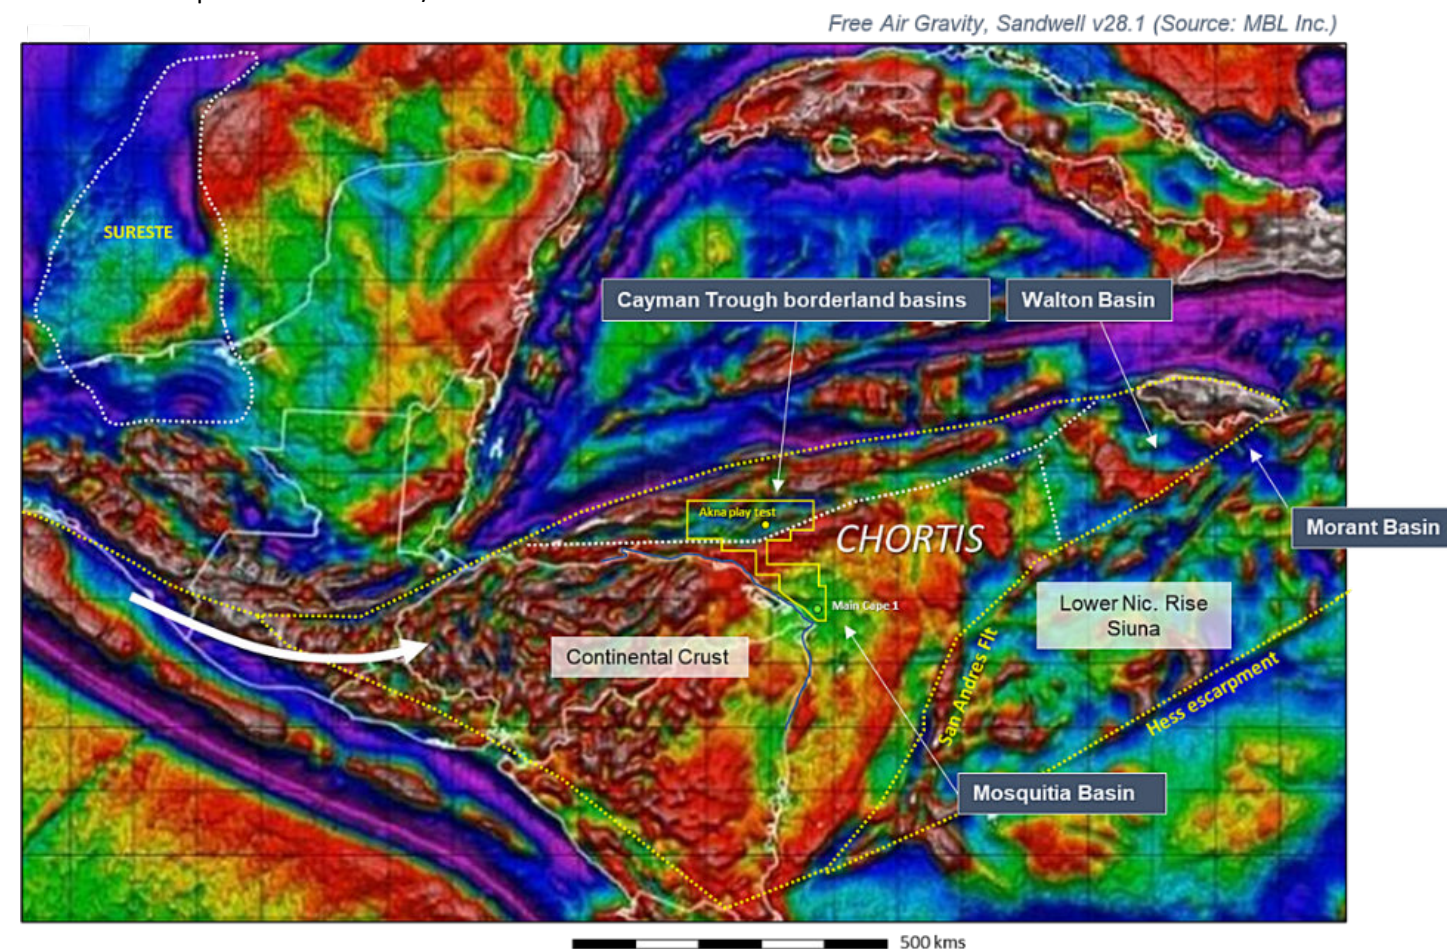 Free Air Gravity, Sandwell v28.1 (Source: MBL Inc.)
SURESTE
Cayman Trough borderland basins
Walton Basin
Akna play test
CHORTIS
Morant Basin
Main Cape 1
Lower Nic. Rise
Siuna
Continental Crust
San Andres Flt
Hess escarpment
Mosquitia Basin
500 kms